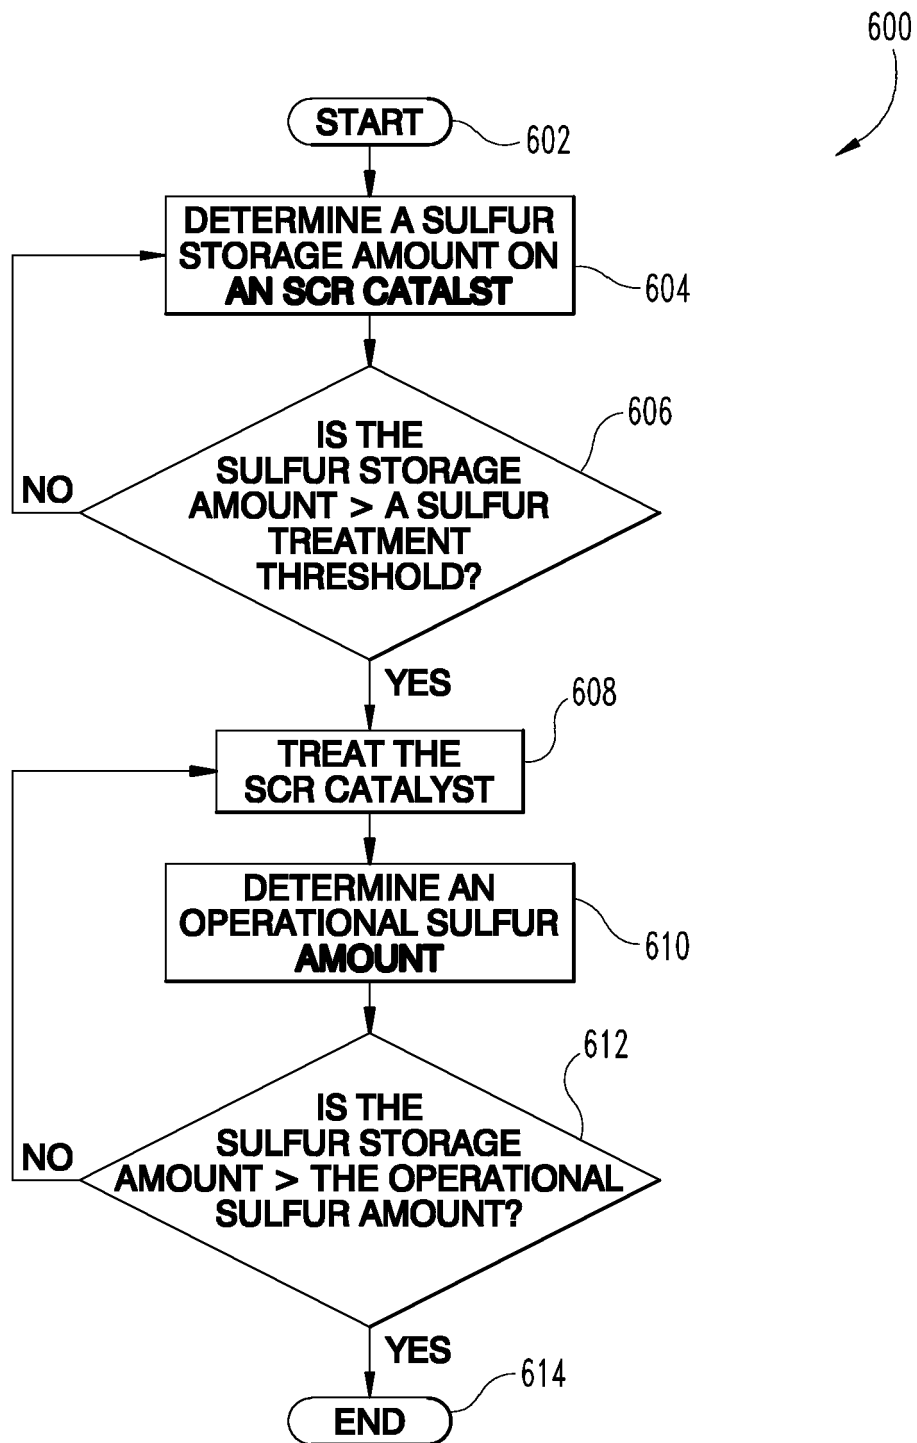 600
START
602
DETERMINE A SULFUR
STORAGE AMOUNT ON
AN SCR CATALST
604
IS THE
SULFUR STORAGE
AMOUNT > A SULFUR
TREATMENT
THRESHOLD?
606
NO
YES
608
TREAT THE
SCR CATALYST
DETERMINE AN
OPERATIONAL SULFUR
AMOUNT
610
612
IS THE
SULFUR STORAGE
AMOUNT > THE OPERATIONAL
SULFUR AMOUNT?
NO
YES
END
614